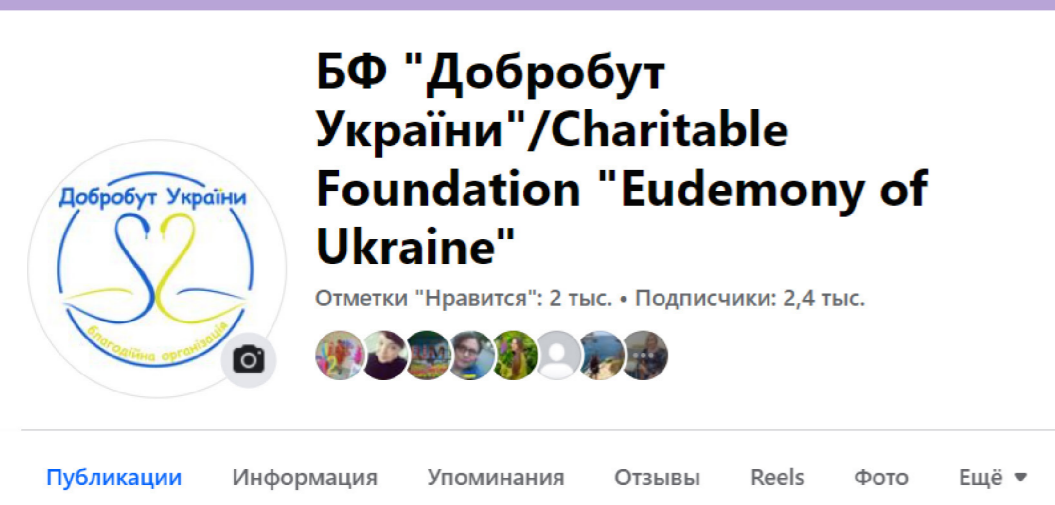 БФ "Добробут
України"/Charitable
Foundation "Eudemony of
Ukraine"
Добробут України
благодійна організація
Отметки "Нравится": 2 тыс. • Подписчики: 2,4 тыс.
Публикации Информация Упоминания Отзывы Reels Фото Ещё